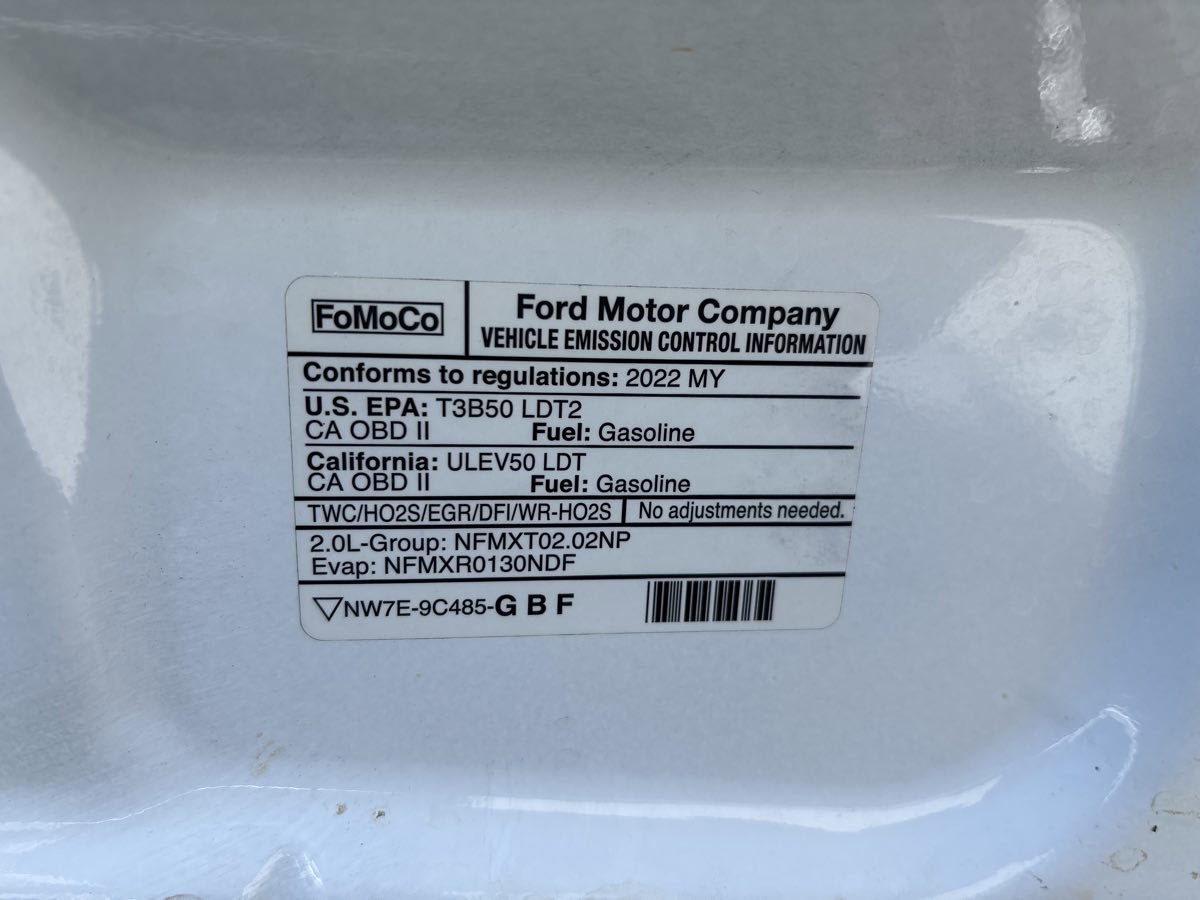 FoMoCo
Ford Motor Company
VEHICLE EMISSION CONTROL INFORMATION
Conforms to regulations: 2022 MY
U.S. EPA: T3B50 LDT2
CA OBD II Fuel: Gasoline
California: ULEV50 LDT
CA OBD II Fuel: Gasoline
TWC/HO2S/EGR/DFI/WR-HO2S No adjustments needed.
2.0L-Group: NFMXT02.02NP
Evap: NFMXR0130NDF
NW7E-9C485-G B F